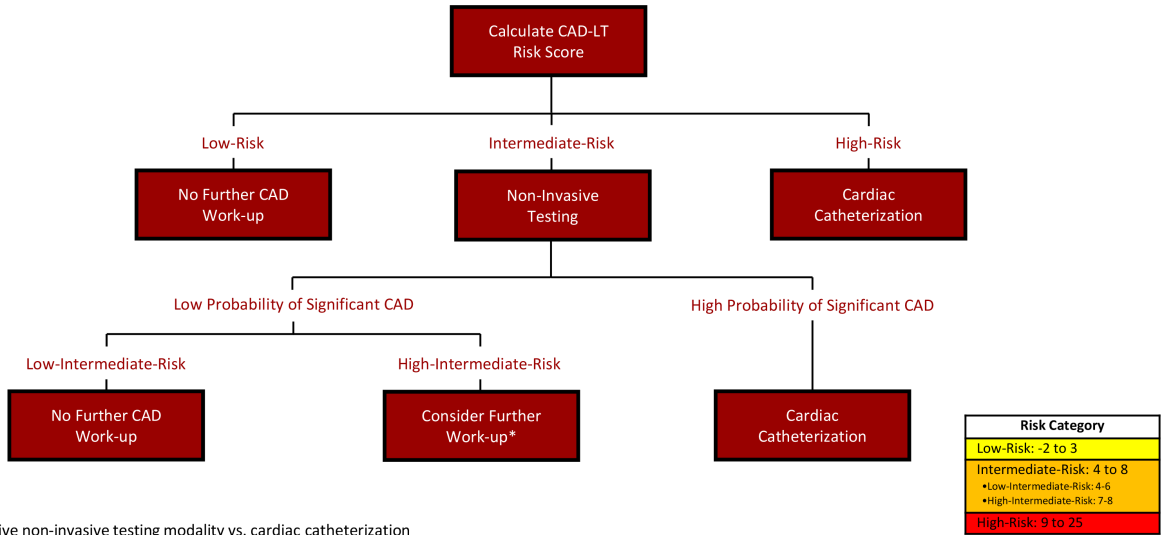 Calculate CAD-LT
Risk Score
Low-Risk
Intermediate-Risk
High-Risk
No Further CAD
Work-up
Non-Invasive
Testing
Cardiac
Catheterization
Low Probability of Significant CAD
High Probability of Significant CAD
Low-Intermediate-Risk
High-Intermediate-Risk
No Further CAD
Work-up
Consider Further
Work-up*
Cardiac
Catheterization
Risk Category
Low-Risk: -2 to 3
Intermediate-Risk: 4 to 8
•Low-Intermediate-Risk: 4-6
•High-Intermediate-Risk: 7-8
High-Risk: 9 to 25
non-invasive testing modality vs. cardiac catheterization